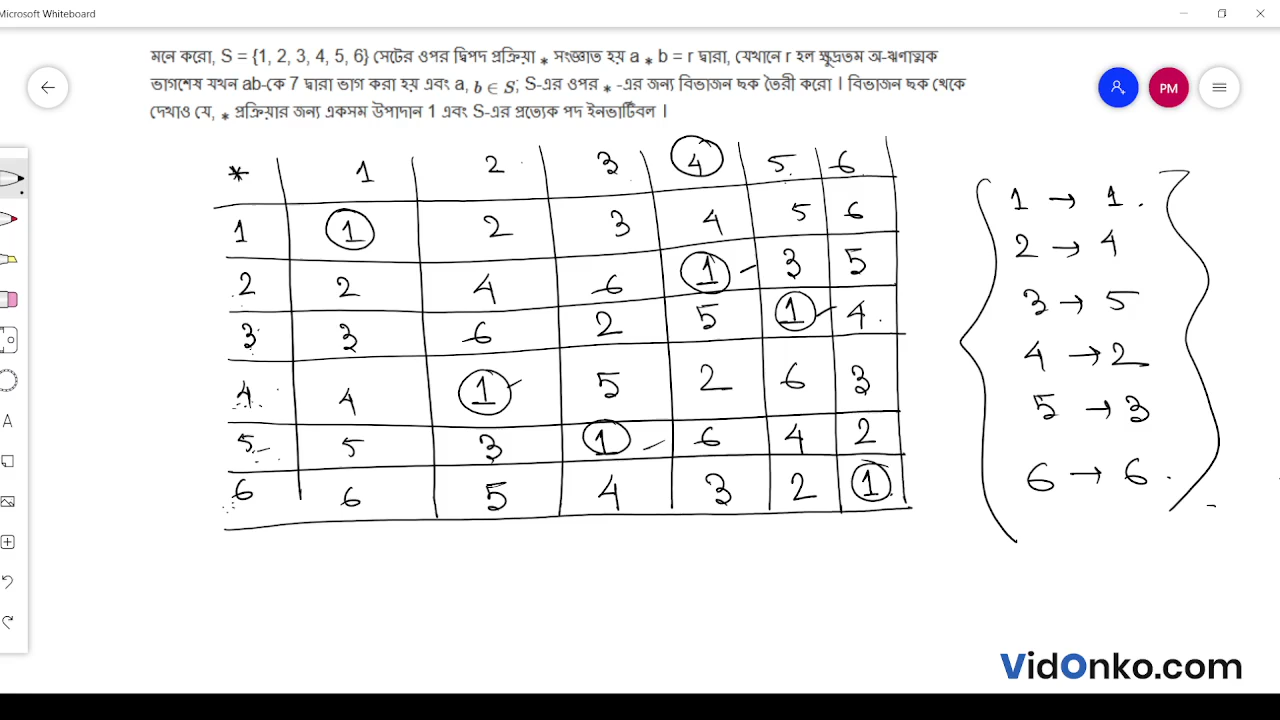 Microsoft Whiteboard
মনে করো, S = {1, 2, 3, 4, 5, 6} সেটের ওপর দ্বিপদ প্রক্রিয়া * সংজ্ঞাত হয় a * b = r দ্বারা, যেখানে r হল ক্ষুদ্রতম অ-ঋণাত্মক
ভাগশেষ যখন ab-কে 7 দ্বারা ভাগ করা হয় এবং a, b ∈ S; S-এর ওপর * -এর জন্য বিভাজন ছক তৈরী করো । বিভাজন ছক থেকে
দেখাও যে, * প্রক্রিয়ার জন্য একসম উপাদান 1 এবং S-এর প্রত্যেক পদ ইনভার্টিবল ।
PM
* 1 2 3 4 5 6
1 1 2 3 4 5 6
2 2 4 6 1 3 5
3 3 6 2 5 1 4
4 4 1 5 2 6 3
5 5 3 1 6 4 2
6 6 5 4 3 2 1
1 → 1.
2 → 4
3 → 5
4 → 2
5 → 3
6 → 6.
A
VidOnko.com